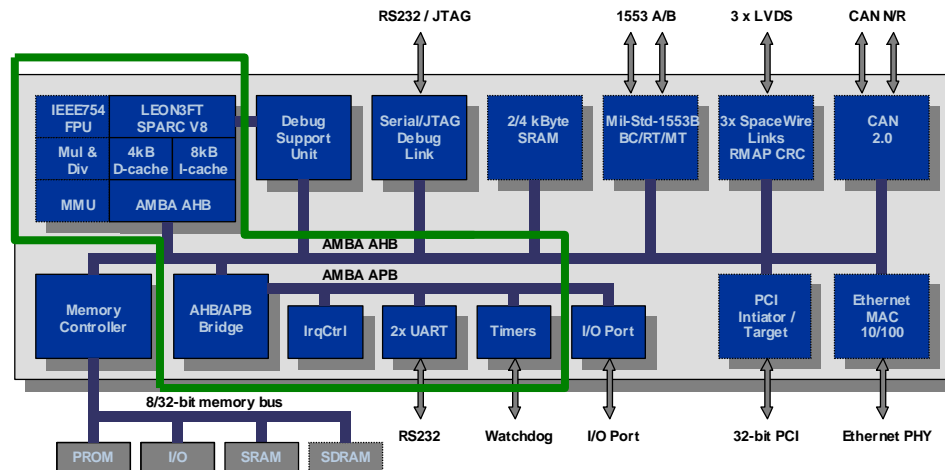 RS232 / JTAG
1553 A/B
3 x LVDS
CAN N/R
IEEE754
FPU
LEON3FT
SPARC V8
Mul &
Div
4kB
D-cache
8kB
I-cache
MMU
AMBA AHB
Debug
Support
Unit
Serial/JTAG
Debug
Link
2/4 kByte
SRAM
Mil-Std-1553B
BC/RT/MT
3x SpaceWire
Links
RMAP CRC
CAN
2.0
AMBA AHB
AMBA APB
Memory
Controller
AHB/APB
Bridge
IrqCtrl
2x UART
Timers
I/O Port
PCI
Intiator /
Target
Ethernet
MAC
10/100
8/32-bit memory bus
RS232
Watchdog
I/O Port
32-bit PCI
Ethernet PHY
PROM
I/O
SRAM
SDRAM